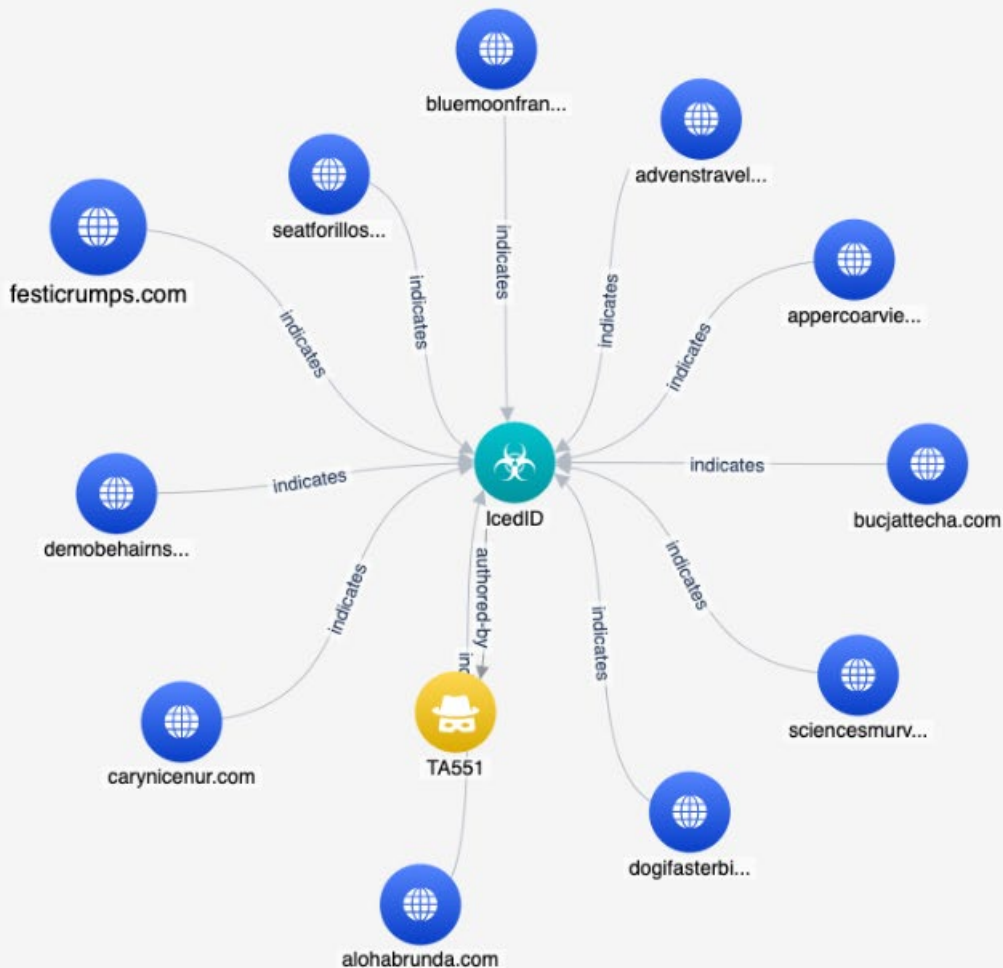 bluemoonfran...
advenstravel...
seatforillos...
festicrumps.com
appercoarvie...
indicates
indicates
indicates
indicates
indicates
IcedID
indicates
indicates
bucjattecha.com
demobehairns...
indicates
indicates
indicates
authored-by
TA551
sciencesmurv...
carynicenur.com
dogifasterbi...
alohabrunda.com